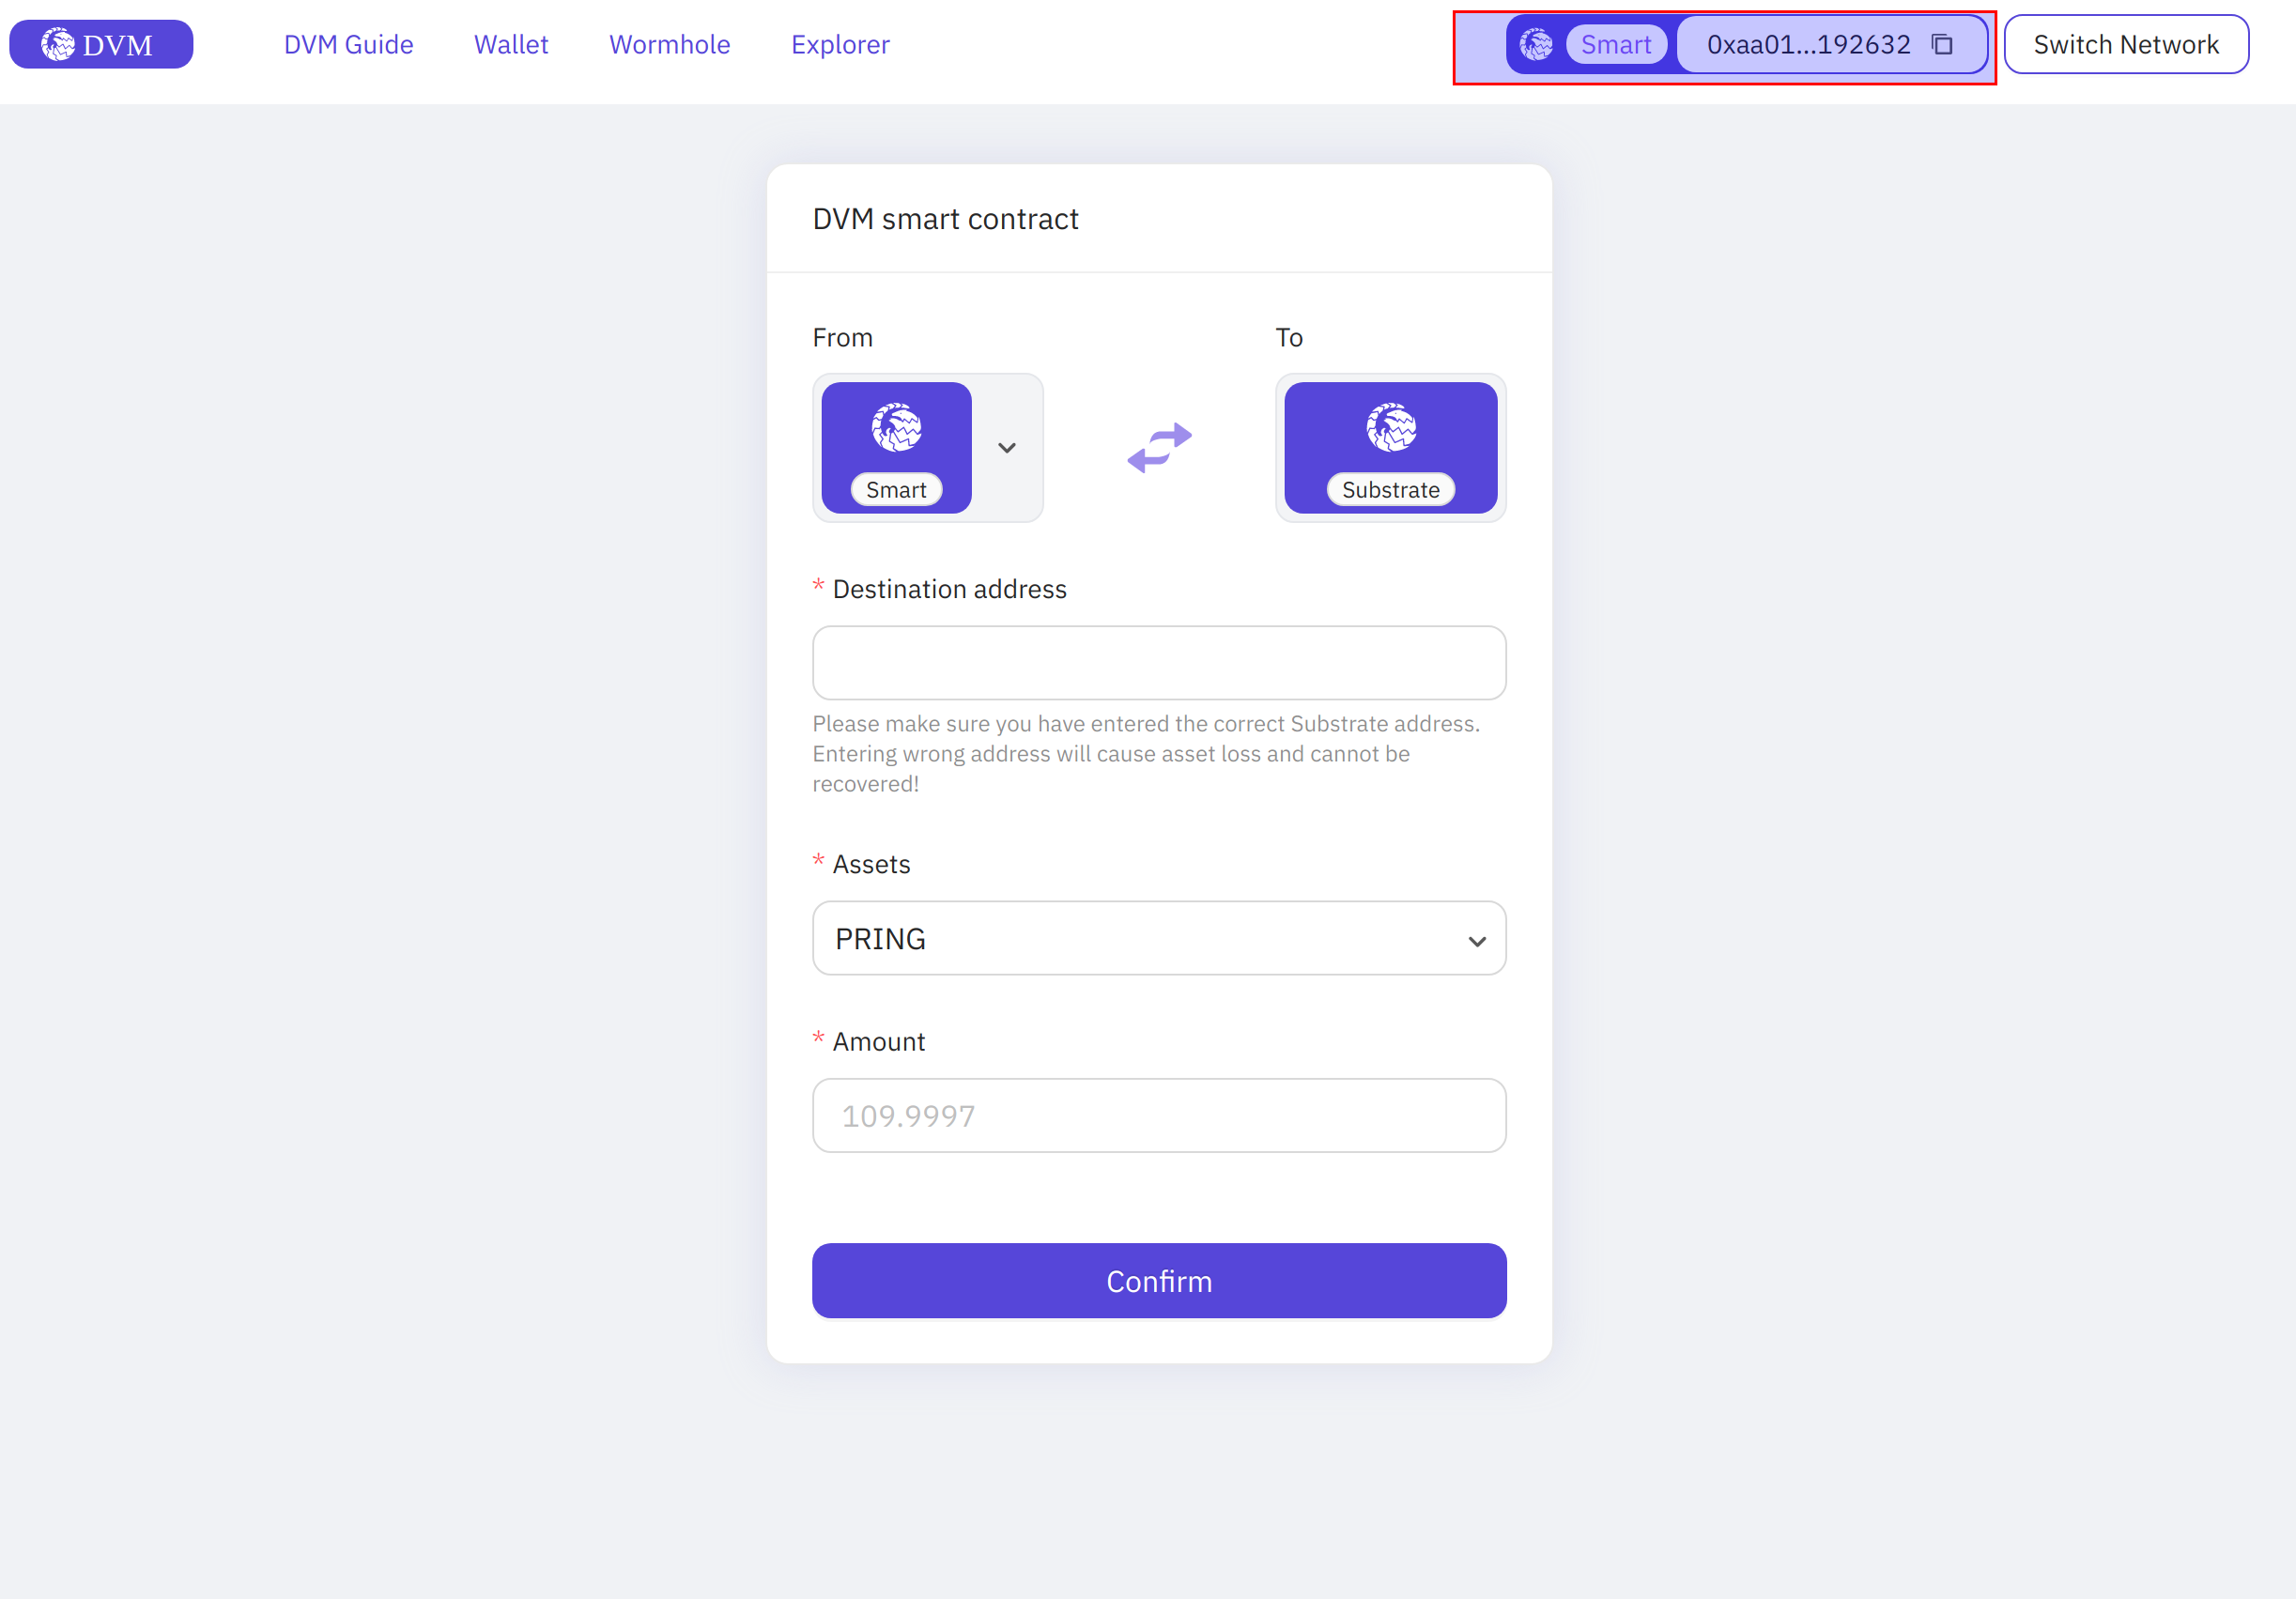 DVM
DVM Guide
Wallet
Wormhole
Explorer
Smart
0xaa01...192632
Switch Network
DVM smart contract
From
To
Smart
Substrate
* Destination address
Please make sure you have entered the correct Substrate address.
Entering wrong address will cause asset loss and cannot be
recovered!
* Assets
PRING
* Amount
109.9997
Confirm